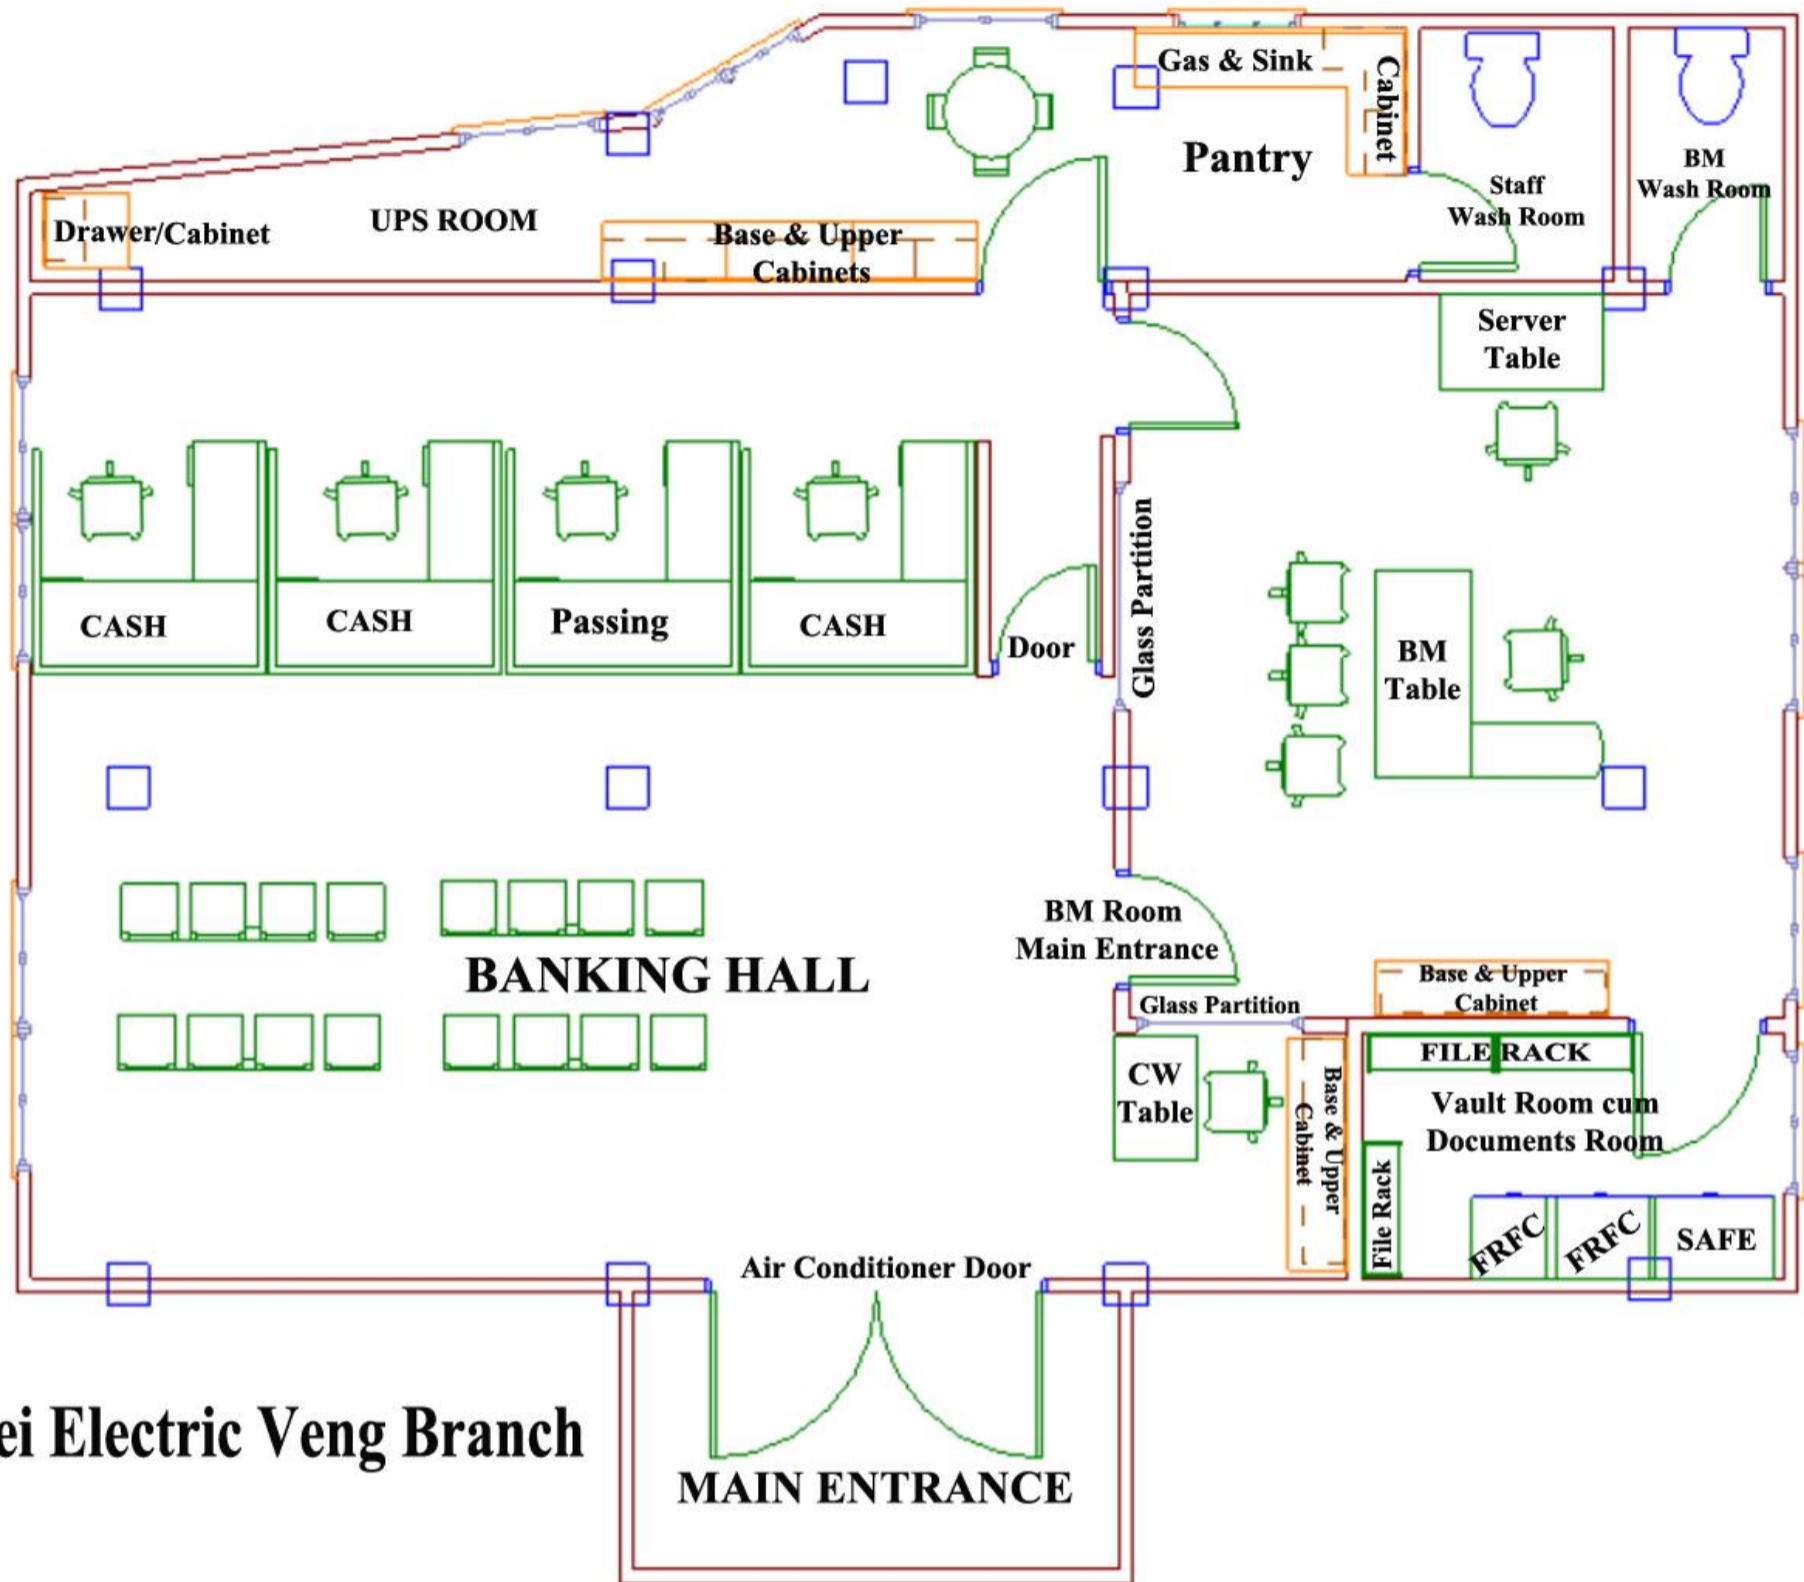 Gas & Sink
Cabinet
Pantry
BM
Wash Room
Staff
Wash Room
Drawer/Cabinet
UPS ROOM
Base & Upper
Cabinets
Server
Table
Glass Partition
CASH
CASH
Passing
CASH
Door
BM
Table
BM Room
Main Entrance
BANKING HALL
Base & Upper
Cabinet
Glass Partition
FILE RACK
CW
Table
Base & Upper
Cabinet
Vault Room cum
Documents Room
File Rack
FRFC
FRFC
SAFE
Air Conditioner Door
ei Electric Veng Branch
MAIN ENTRANCE